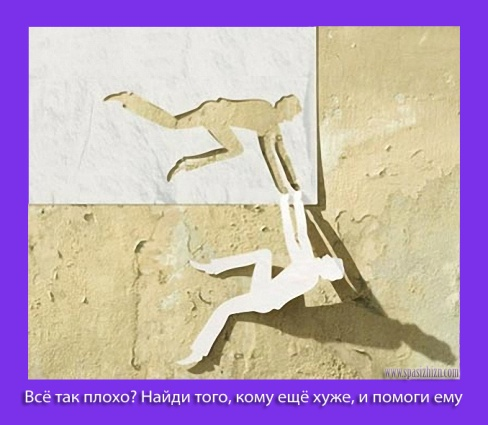 www.spasizhizn.com
Всё так плохо? Найди того, кому ещё хуже, и помоги ему